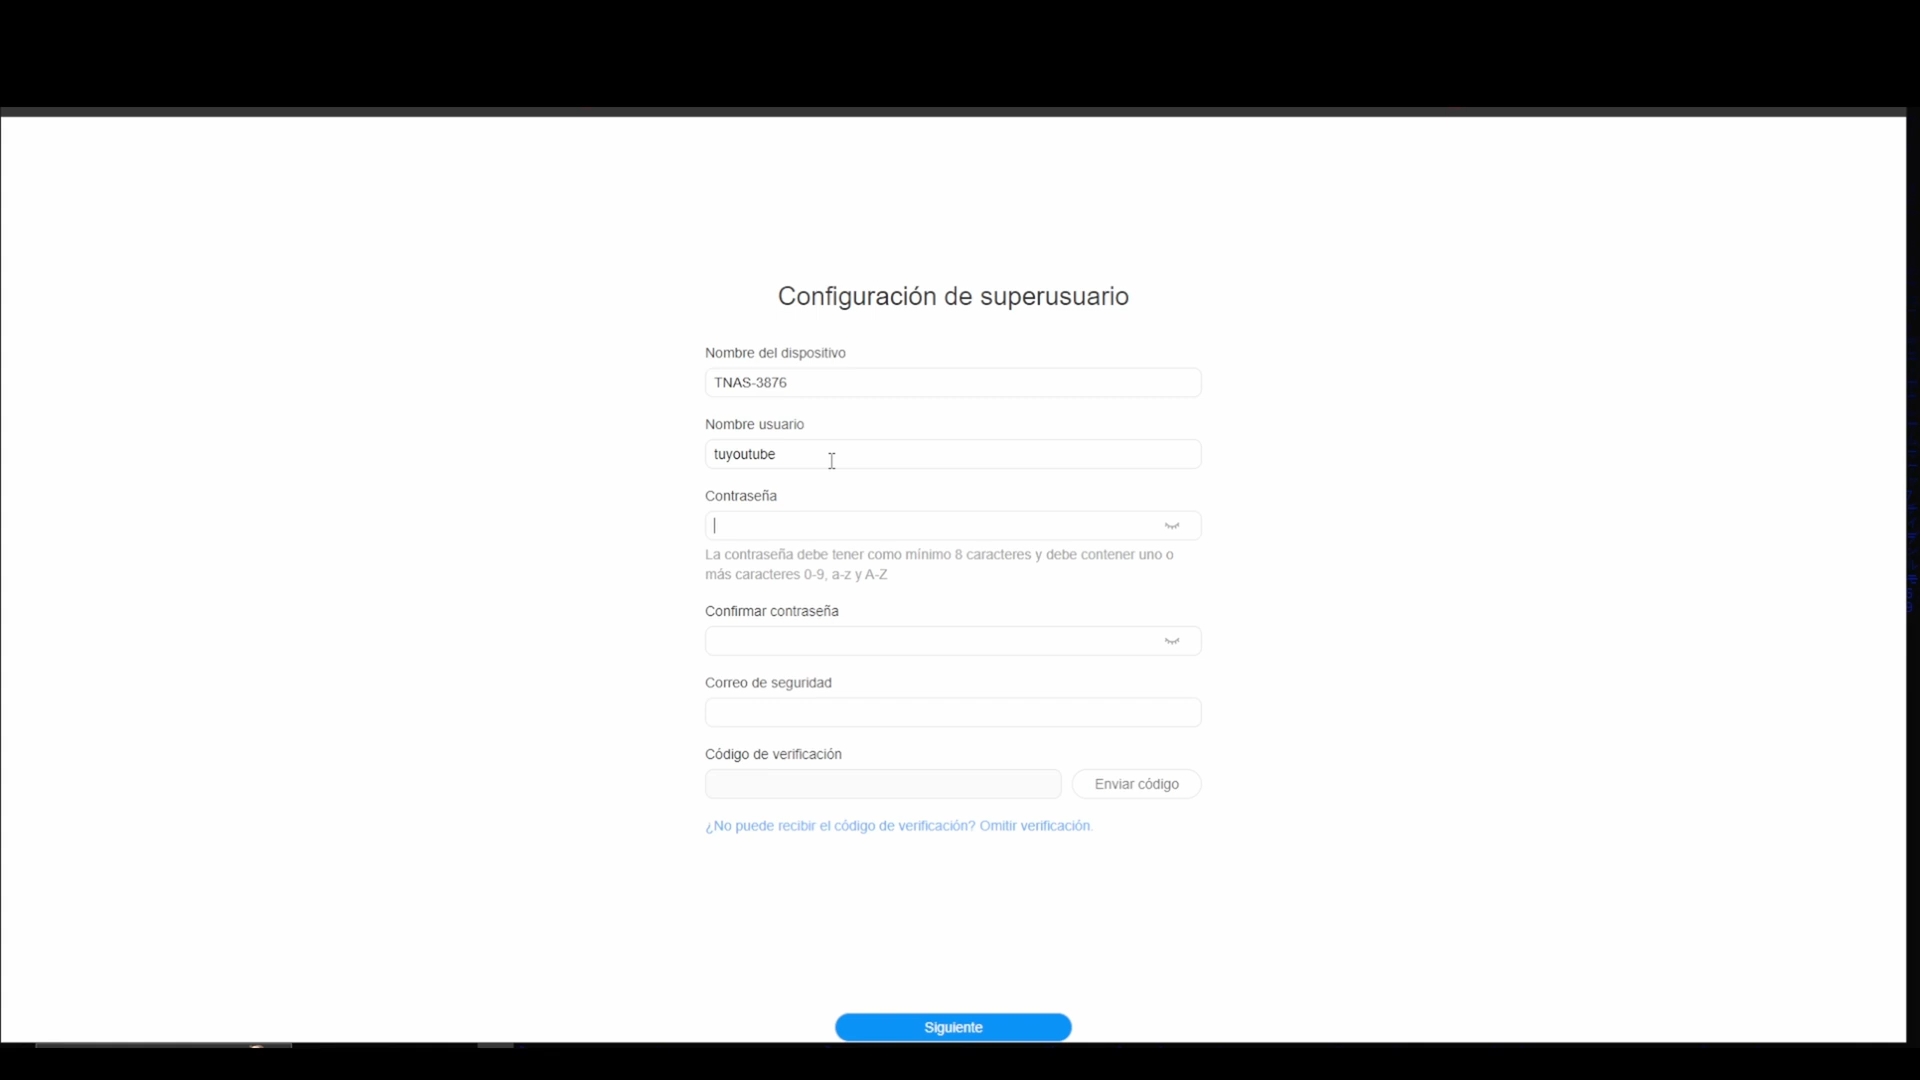 Configuración de superusuario
Nombre del dispositivo
TNAS-3876
Nombre usuario
tuyoutube
Contraseña
La contraseña debe tener como mínimo 8 caracteres y debe contener uno o
más caracteres 0-9, a-z y A-Z
Confirmar contraseña
Correo de seguridad
Código de verificación
Enviar código
¿No puede recibir el código de verificación? Omitir verificación.
Siguiente